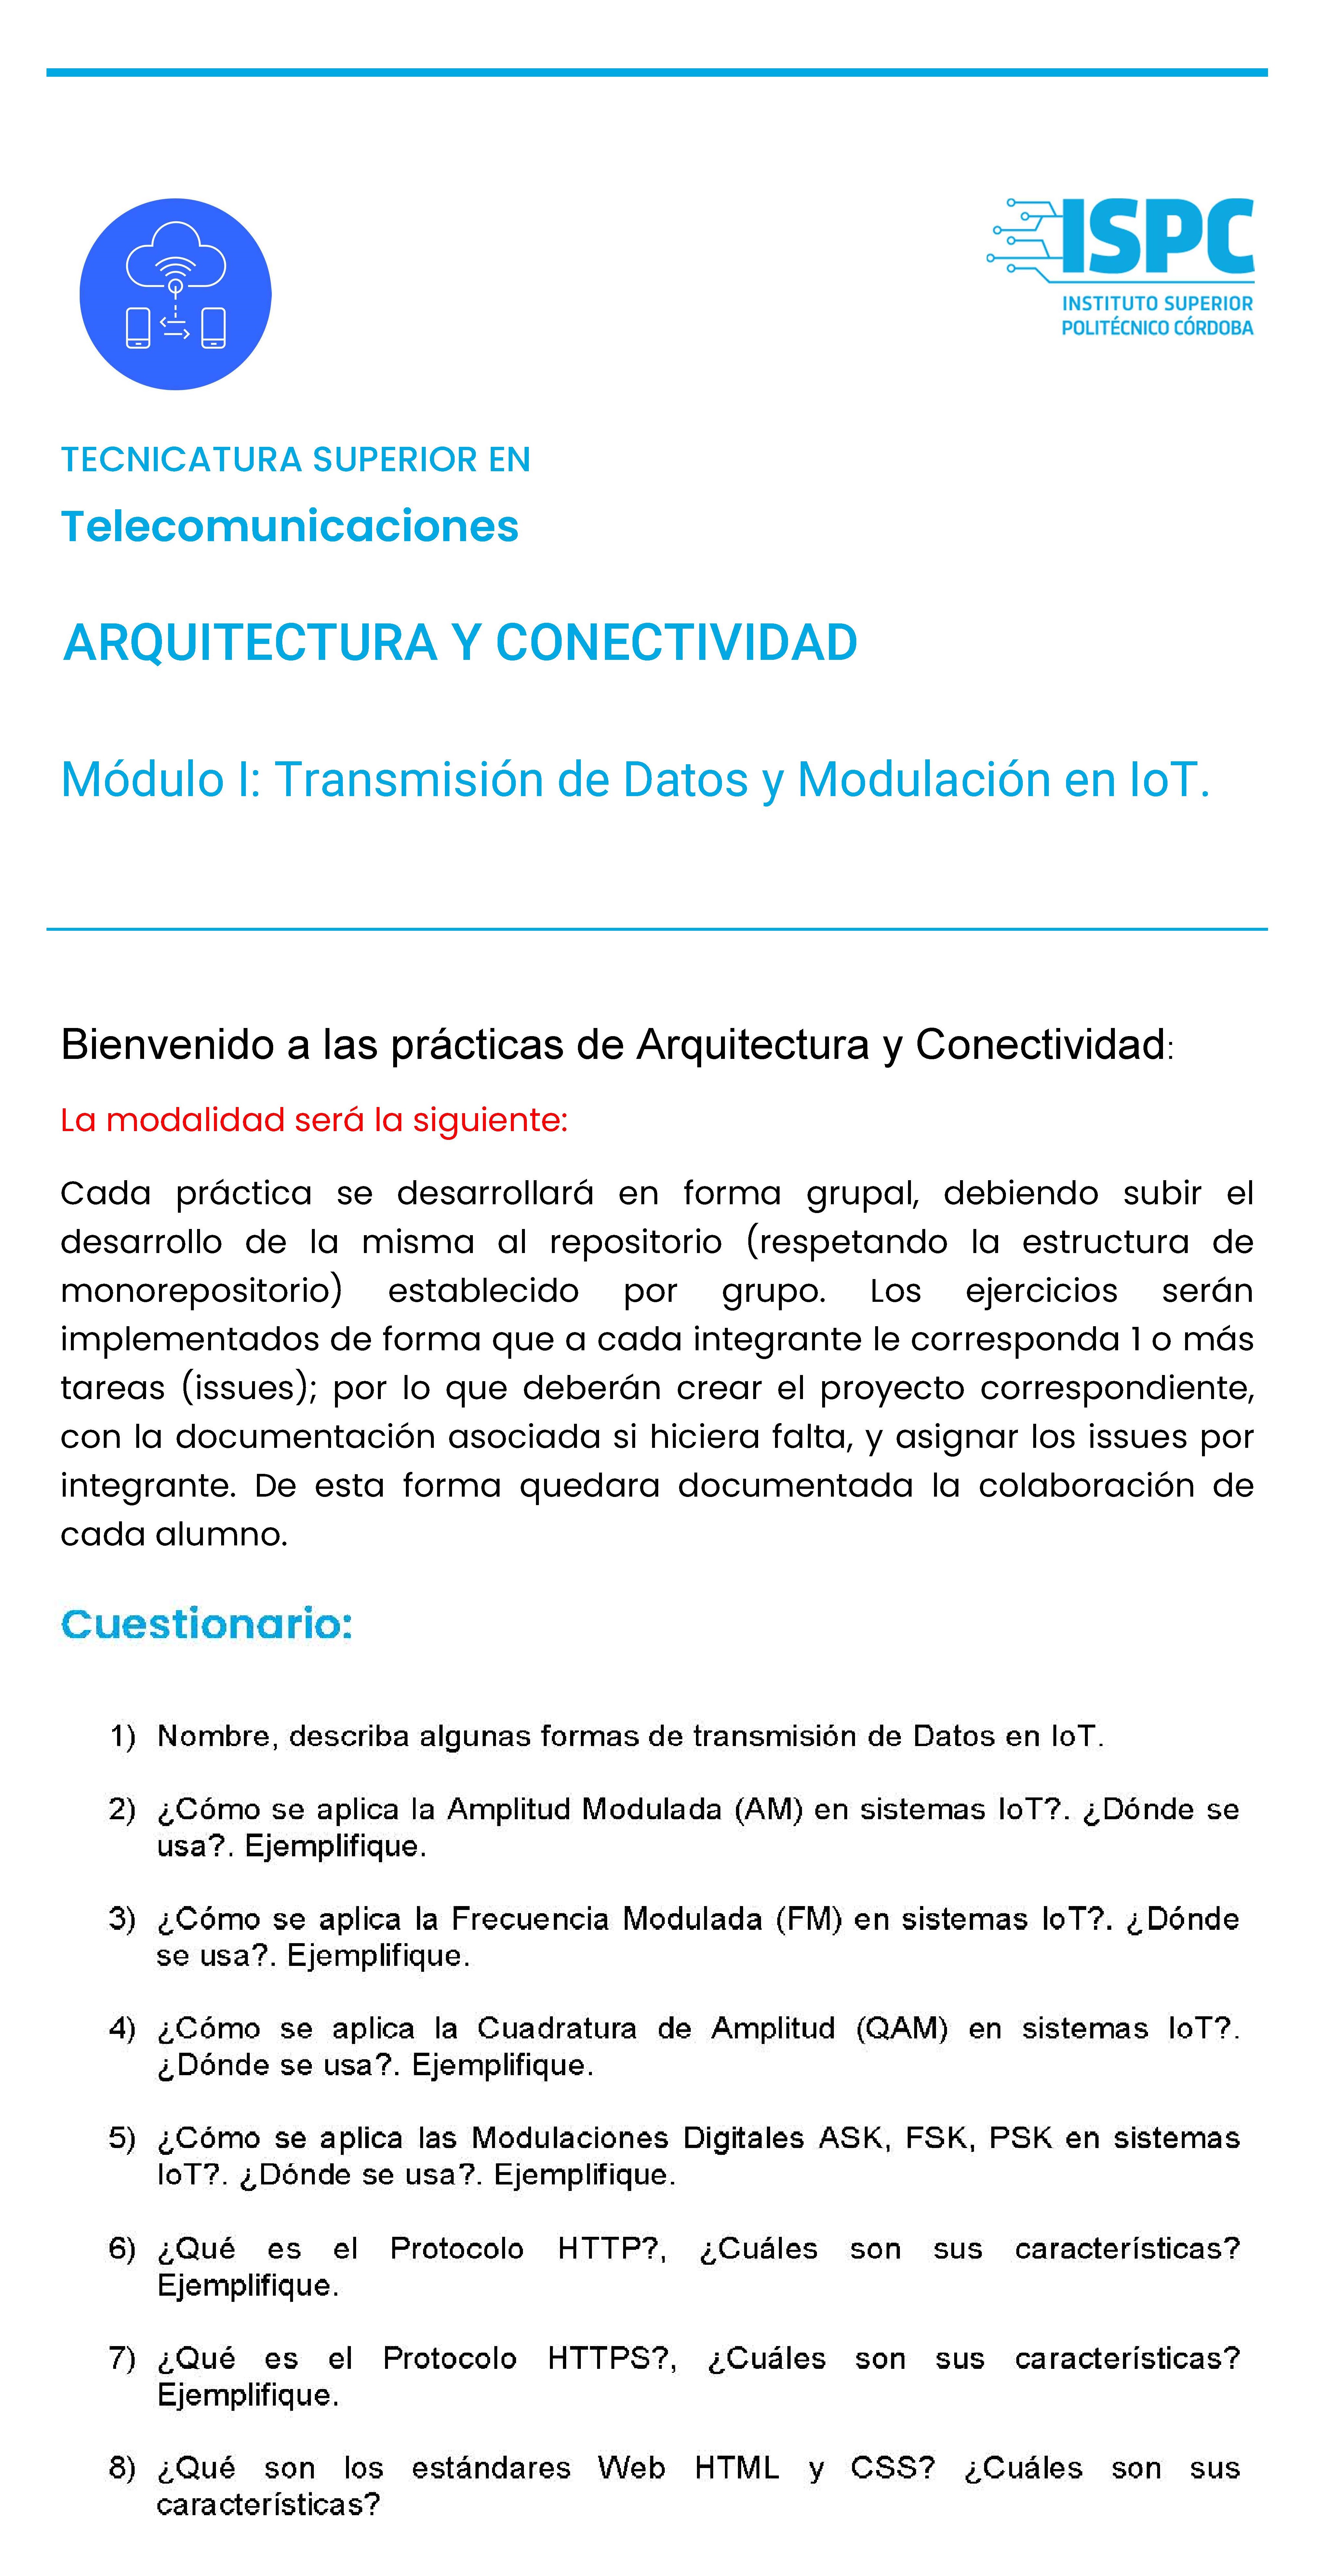 ISPC
INSTITUTO SUPERIOR
POLITÉCNICO CÓRDOBA
TECNICATURA SUPERIOR EN
Telecomunicaciones
ARQUITECTURA Y CONECTIVIDAD
Módulo I: Transmisión de Datos y Modulación en IoT.
Bienvenido a las prácticas de Arquitectura y Conectividad:
La modalidad será la siguiente:
Cada práctica se desarrollará en forma grupal, debiendo subir el
desarrollo de la misma al repositorio (respetando la estructura de
monorepositorio) establecido por grupo. Los ejercicios serán
implementados de forma que a cada integrante le corresponda 1 o más
tareas (issues); por lo que deberán crear el proyecto correspondiente,
con la documentación asociada si hiciera falta, y asignar los issues por
integrante. De esta forma quedara documentada la colaboración de
cada alumno.
Cuestionario:
1) Nombre, describa algunas formas de transmisión de Datos en IoT.
2) ¿Cómo se aplica la Amplitud Modulada (AM) en sistemas IoT?. ¿Dónde se
usa?. Ejemplifique.
3) ¿Cómo se aplica la Frecuencia Modulada (FM) en sistemas IoT?. ¿Dónde
se usa?. Ejemplifique.
4) ¿Cómo se aplica la Cuadratura de Amplitud (QAM) en sistemas IoT?.
¿Dónde se usa?. Ejemplifique.
5) ¿Cómo se aplica las Modulaciones Digitales ASK, FSK, PSK en sistemas
IoT?. ¿Dónde se usa?. Ejemplifique.
6) ¿Qué es el Protocolo HTTP?, ¿Cuáles son sus características?
Ejemplifique.
7) ¿Qué es el Protocolo HTTPS?, ¿Cuáles son sus características?
Ejemplifique.
8) ¿Qué son los estándares Web HTML y CSS? ¿Cuáles son sus
características?